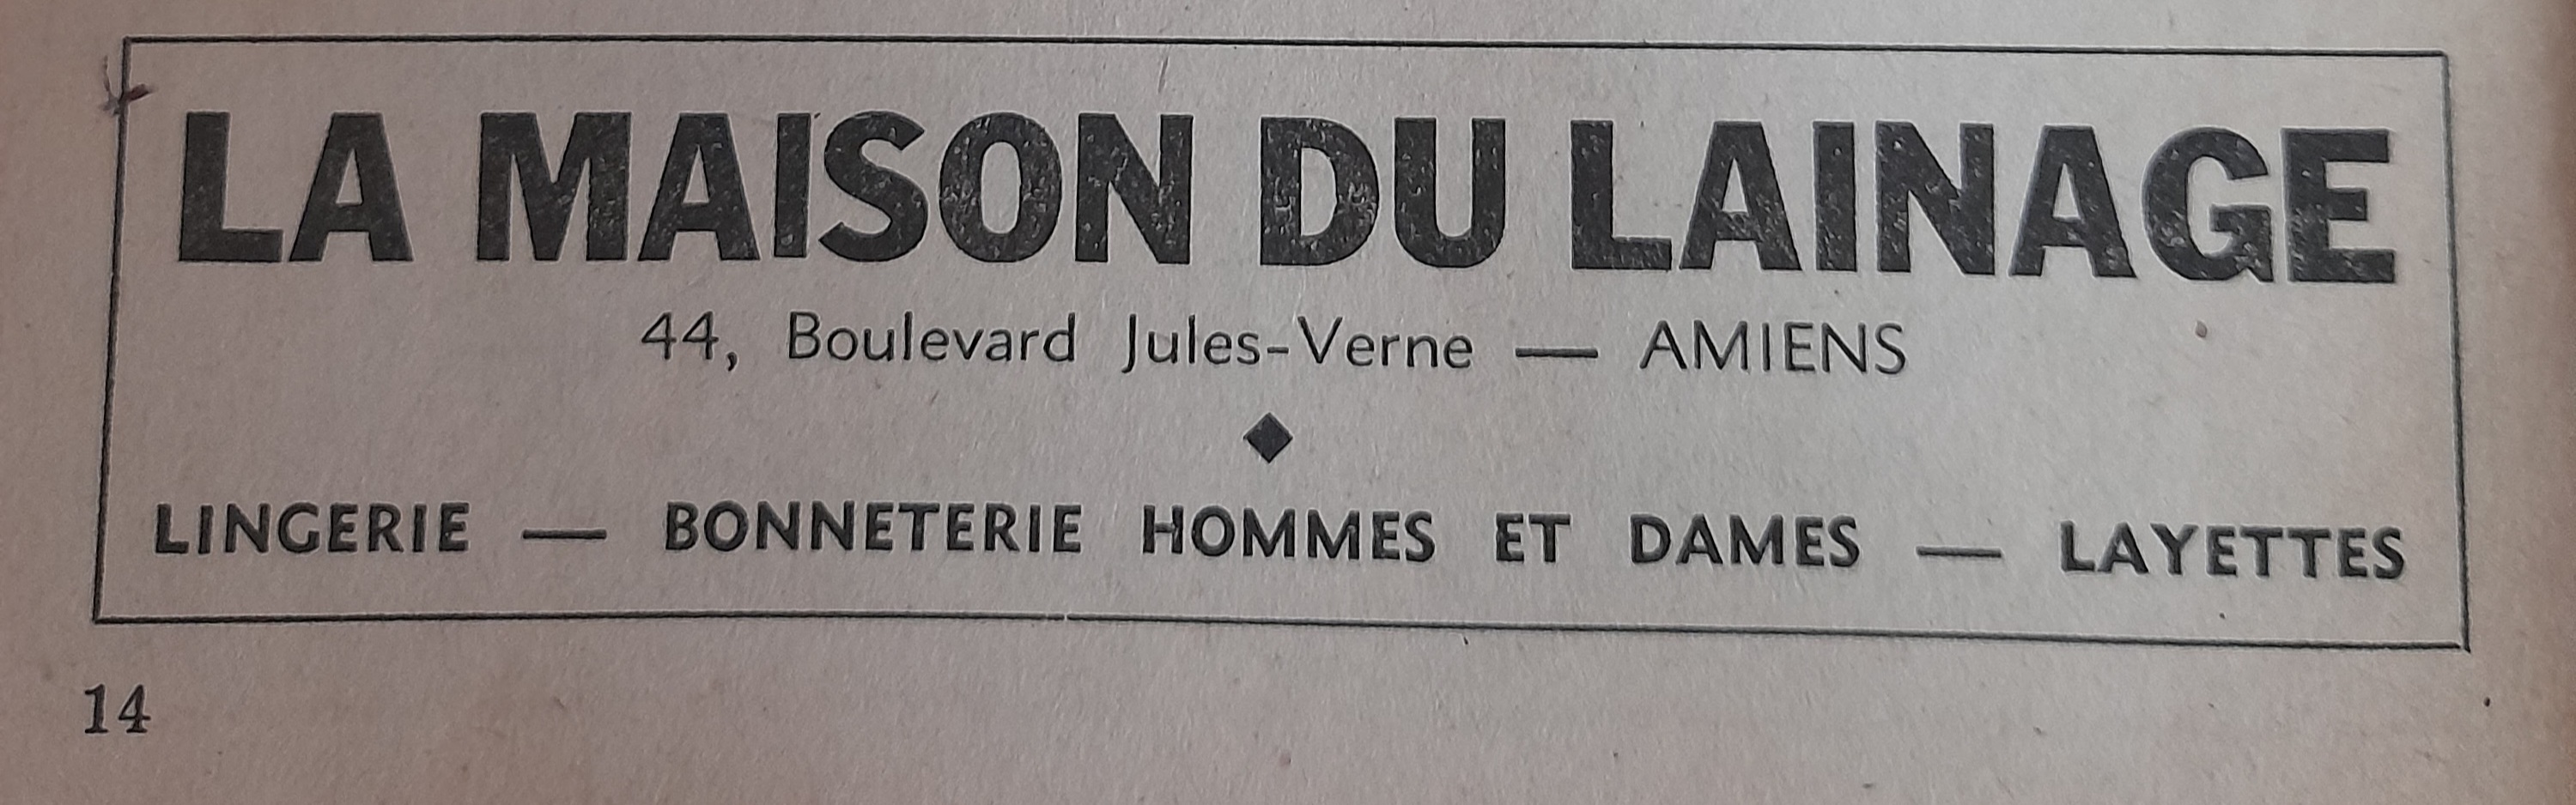 LA MAISON DU LAINAGE
44, Boulevard Jules-Verne — AMIENS
◆
LINGERIE — BONNETERIE HOMMES ET DAMES — LAYETTES
14